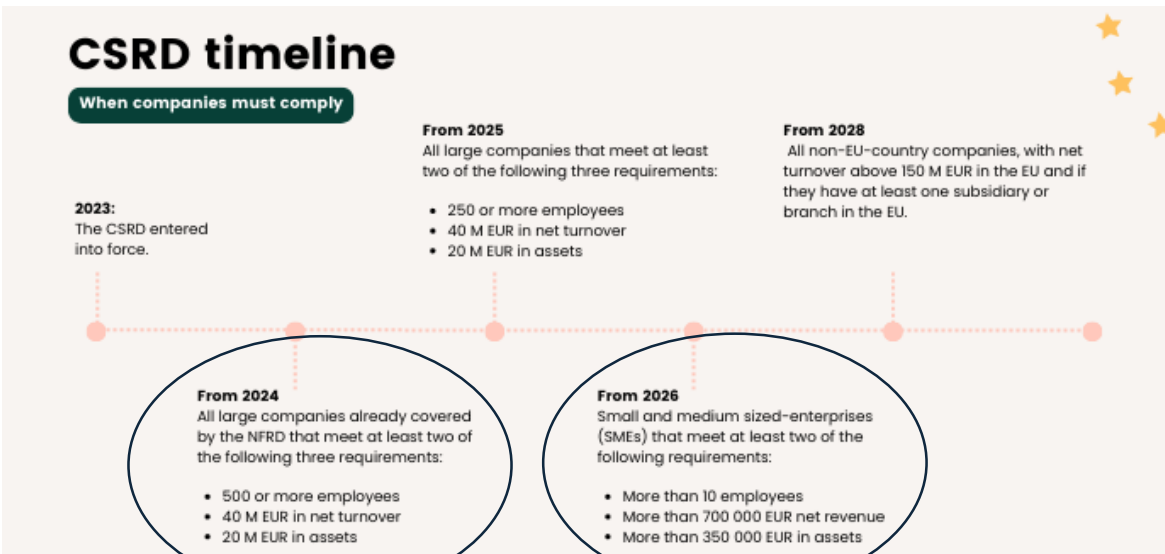 CSRD timeline
When companies must comply
2023:
The CSRD entered
into force.
From 2024
All large companies already covered
by the NFRD that meet at least two of
the following three requirements:
• 500 or more employees
• 40 M EUR in net turnover
• 20 M EUR in assets
From 2025
All large companies that meet at least
two of the following three requirements:
• 250 or more employees
• 40 M EUR in net turnover
• 20 M EUR in assets
From 2026
Small and medium sized-enterprises
(SMEs) that meet at least two of the
following requirements:
• More than 10 employees
• More than 700 000 EUR net revenue
• More than 350 000 EUR in assets
From 2028
All non-EU-country companies, with net
turnover above 150 M EUR in the EU and if
they have at least one subsidiary or
branch in the EU.